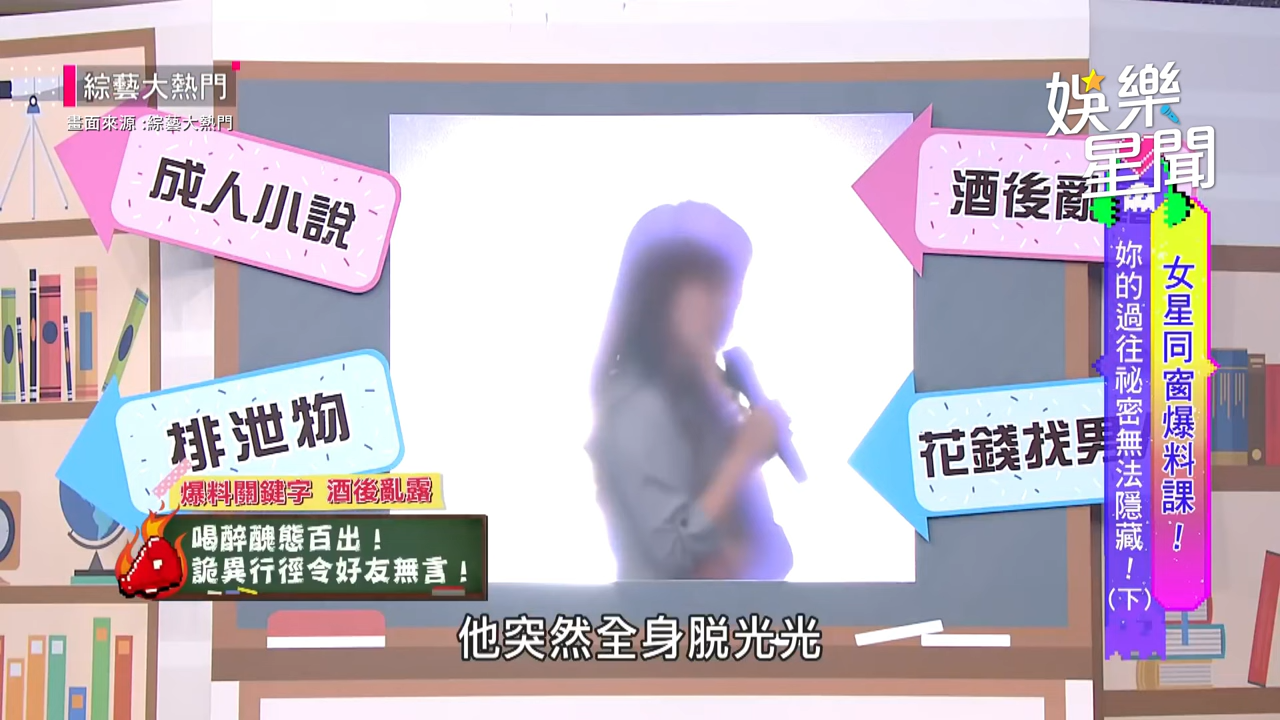 綜藝大熱門
畫面來源:綜藝大熱門
娛樂
星聞
成人小說
酒後亂
排泄物
花錢找男
女星同窗爆料課!
妳的過往祕密無法隱藏!(下)
爆料關鍵字 酒後亂露
喝醉醜態百出!
詭異行徑令好友無言!
他突然全身脱光光